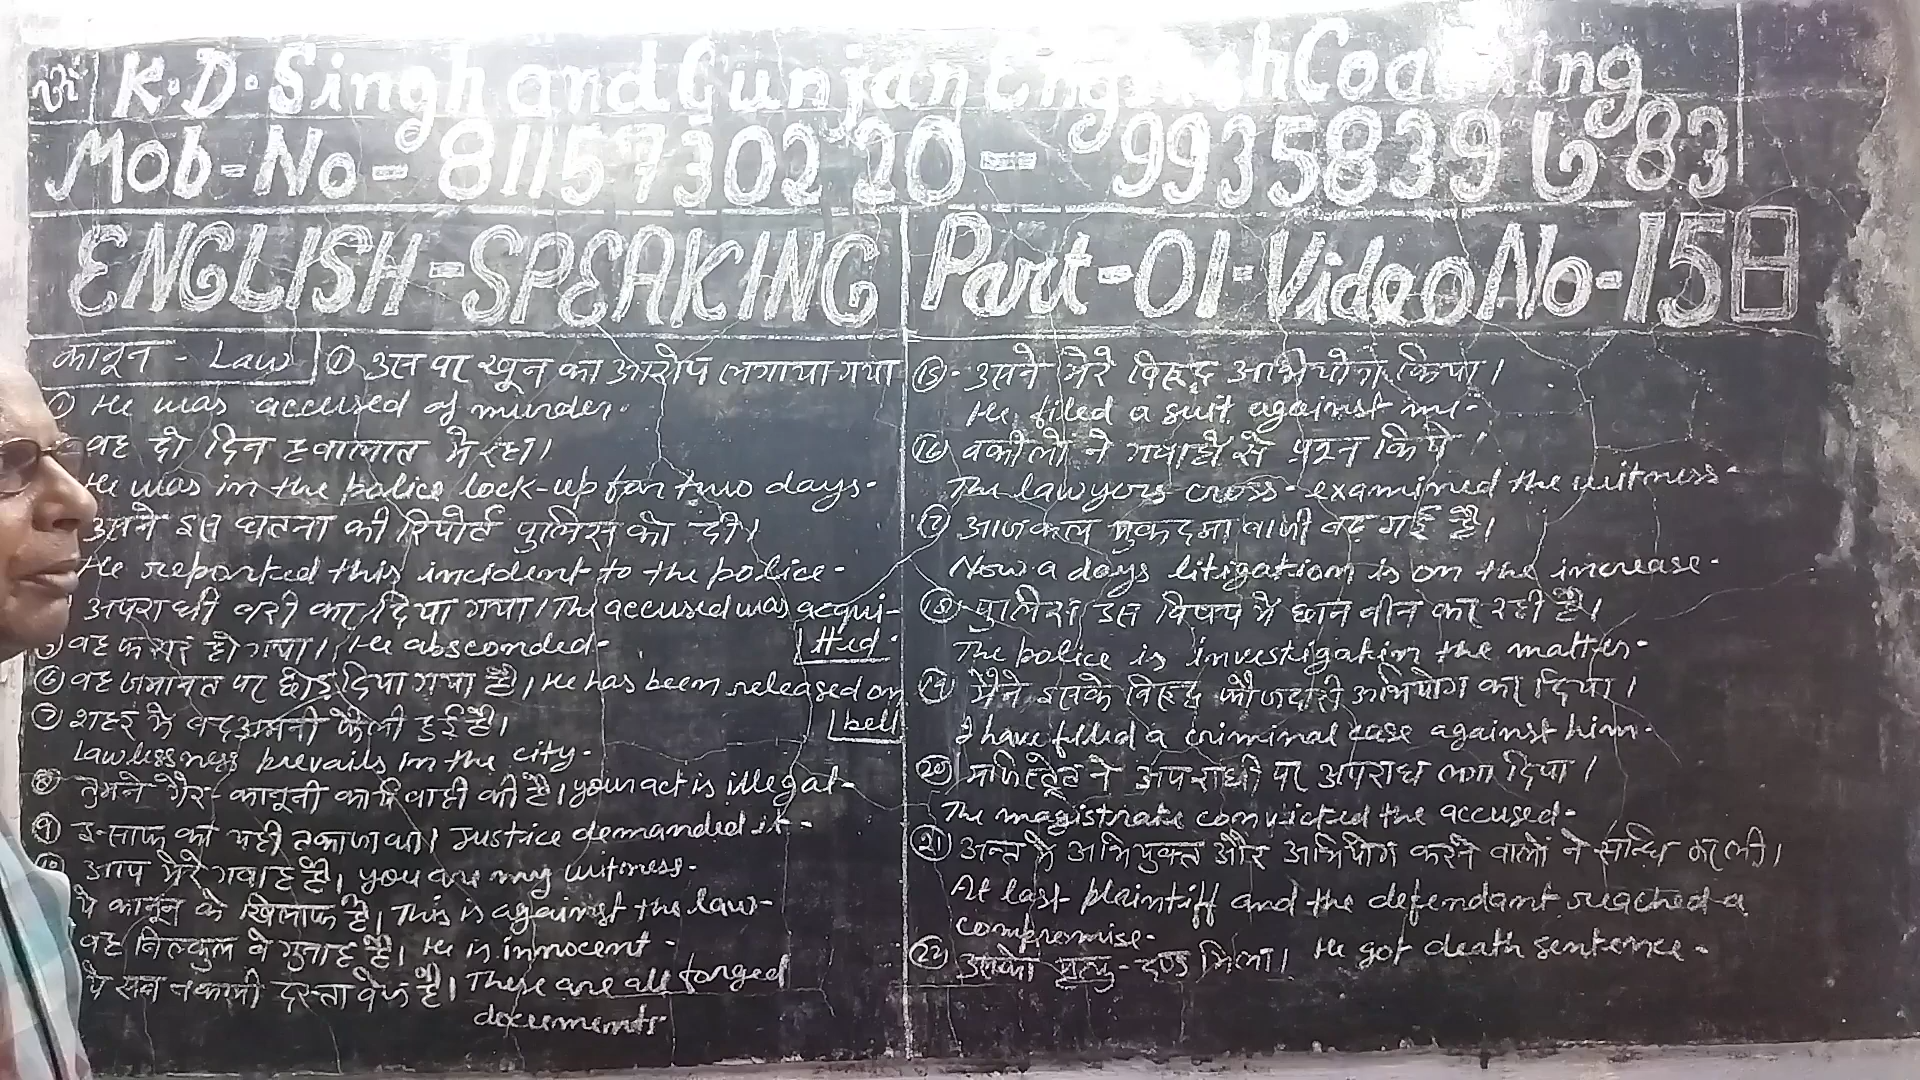 K.D. Singh and Gunjan English Coaching
Mob-No- 8115730220 - 9935839683
ENGLISH-SPEAKING
Part-01-Video No-15
कानून - Law ① उस पर खून का आरोप लगाया गया
① He was accused of murder.
वह दो दिन हवालात मे रहा।
He was in the police lock-up for two days.
उसने इस घटना की रिपोर्ट पुलिस को दी।
He reported this incident to the police.
अपराधी बरी कर दिया गया। The accused was acqui-
tted.
वह फरार हो गया। He absconded.
⑥ वह जमानत पर छोड़ दिया गया है। He has been released on
bell
⑦ शहर मे बदअमनी फैली हुई है।
Lawlessness prevails in the city.
⑧ तुमने गैर-कानूनी कार्यवाही की है। your act is illegal.
⑨ इन्साफ का यही तकाजा था। Justice demanded it.
⑩ आप मेरे गवाह है। you are my witness.
ये कानून के खिलाफ है। This is against the law.
वह बिल्कुल बेगुनाह है। He is innocent.
ये सब नकली दस्तावेज है। These are all forged
documents
⑮ उसने मेरे विरुद्ध अभियोग किया।
He filed a suit against me.
⑯ वकीलो ने गवाहो से प्रश्न किये।
The lawyers cross-examined the witness.
⑰ आजकल मुकदमा बाजी बढ़ गई है।
Now a days litigation is on the increase.
⑱ पुलिस इस विषय मे छान बीन कर रही है।
The police is investigatin the matter.
⑲ मैने इसके विरुद्ध फौजदारी अभियोग कर दिया।
I have filed a criminal case against him.
⑳ मजिस्ट्रेट ने अपराधी पर अपराध लगा दिया।
The magistrate convicted the accused.
㉑ अन्त मे अभियुक्त और अभियोग करने वालों ने सन्धि कर ली।
At last plaintiff and the defendant reached a
compromise.
㉒ उसको मृत्यु-दण्ड मिला। He got death sentence.